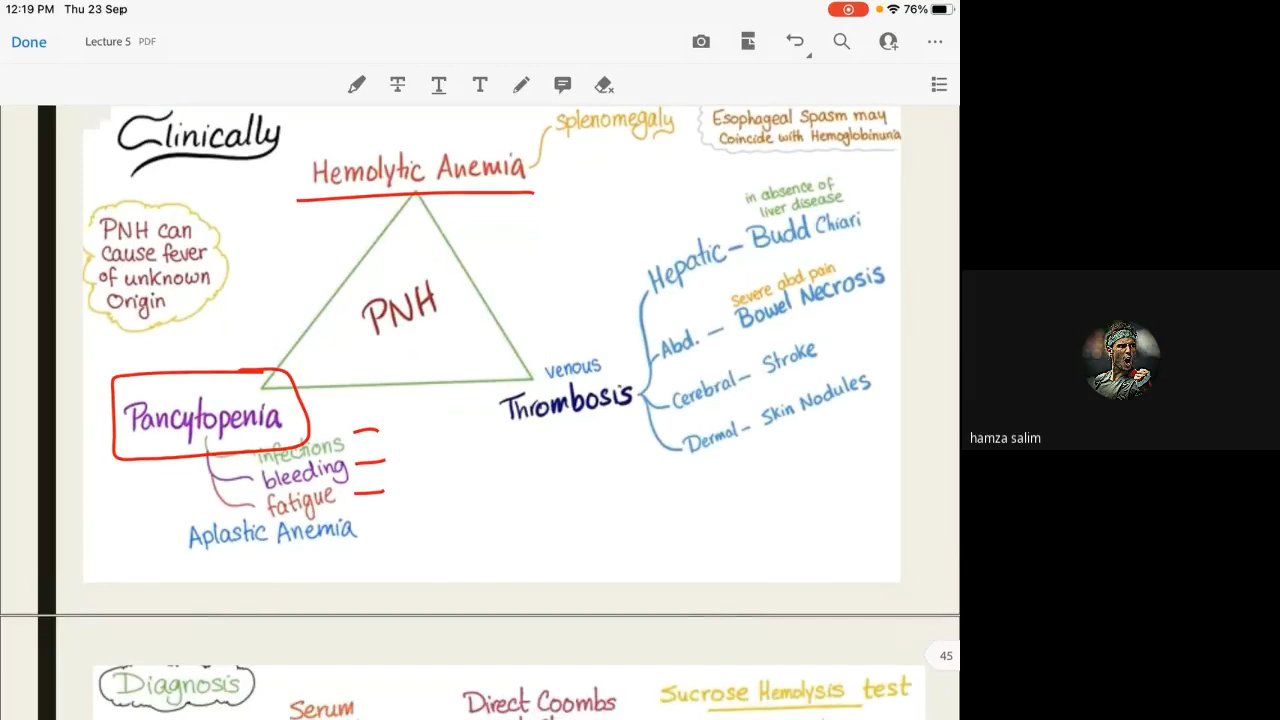 12:19 PM Thu 23 Sep
76%
Done
Lecture 5 PDF
Clinically
Hemolytic Anemia
splenomegaly
Esophageal Spasm may
Coincide with Hemoglobinuria
PNH can
cause fever
of unknown
Origin
PNH
in absence of
liver disease
Hepatic – Budd Chiari
severe abd pain
Abd. – Bowel Necrosis
venous
Thrombosis
Cerebral – Stroke
Dermal – Skin Nodules
Pancytopenia
infections
bleeding
fatigue
Aplastic Anemia
hamza salim
45
Diagnosis
Serum
Direct Coombs
Sucrose Hemolysis test